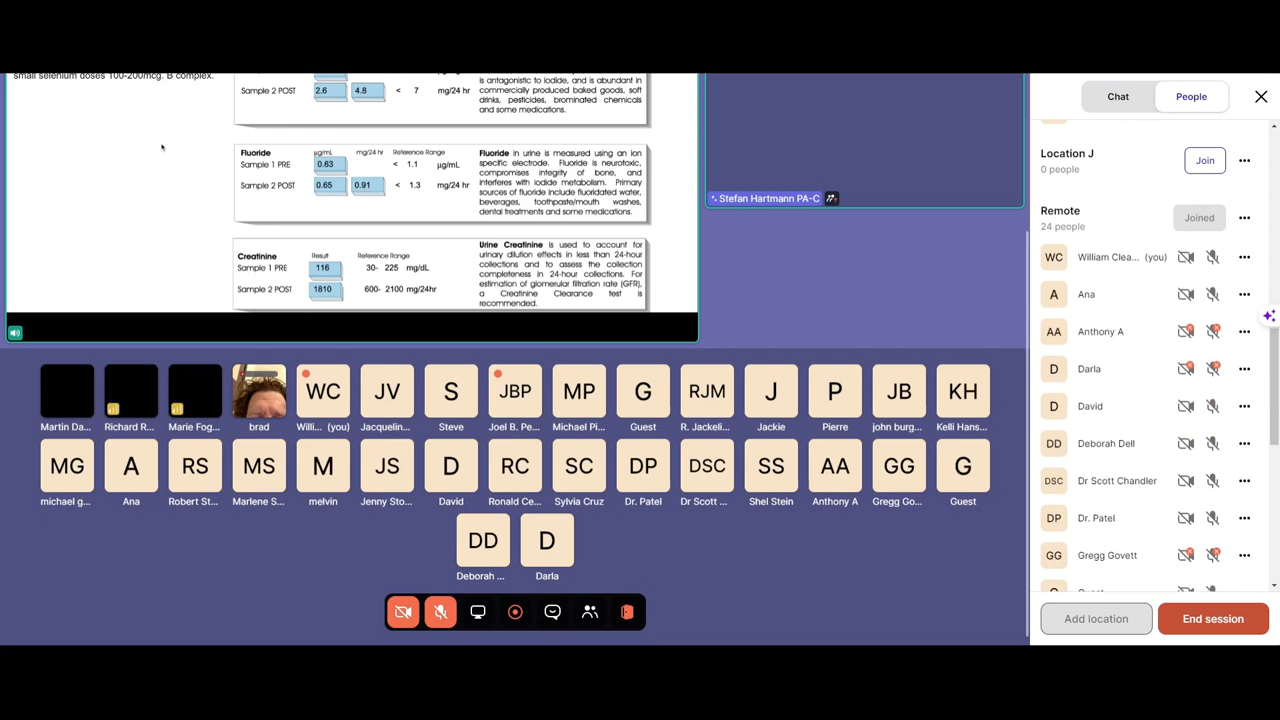 small selenium doses 100-200mcg. B complex.
Sample 2 POST 2.6 4.8 < 7 mg/24 hr
is antagonistic to iodide, and is abundant in
commercially produced baked goods, soft
drinks, pesticides, brominated chemicals
and some medications.
Fluoride µg/mL mg/24 hr Reference Range
Sample 1 PRE 0.63 < 1.1 µg/mL
Sample 2 POST 0.65 0.91 < 1.3 mg/24 hr
Fluoride in urine is measured using an ion
specific electrode. Fluoride is neurotoxic,
compromises integrity of bone, and
interferes with iodide metabolism. Primary
sources of fluoride include fluoridated water,
beverages, toothpaste/mouth washes,
dental treatments and some medications.
Creatinine Result Reference Range
Sample 1 PRE 116 30- 225 mg/dL
Sample 2 POST 1810 600- 2100 mg/24hr
Urine Creatinine is used to account for
urinary dilution effects in less than 24-hour
collections and to assess the collection
completeness in 24-hour collections. For
estimation of glomerular filtration rate (GFR),
a Creatinine Clearance test is
recommended.
Stefan Hartmann PA-C
Chat People
Location J
0 people
Join
Remote
24 people
Joined
WC William Clea... (you)
A Ana
AA Anthony A
D Darla
D David
DD Deborah Dell
DSC Dr Scott Chandler
DP Dr. Patel
GG Gregg Govett
Add location End session
WC JV S JBP MP G RJM J P JB KH
Martin Da... Richard R... Marie Fog... brad Willi... (you) Jacquelin... Steve Joel B. Pe... Michael Pi... Guest R. Jackeli... Jackie Pierre john burg... Kelli Hans...
MG A RS MS M JS D RC SC DP DSC SS AA GG G
michael g... Ana Robert St... Marlene S... melvin Jenny Sto... David Ronald Ce... Sylvia Cruz Dr. Patel Dr Scott ... Shel Stein Anthony A Gregg Go... Guest
DD D
Deborah ... Darla